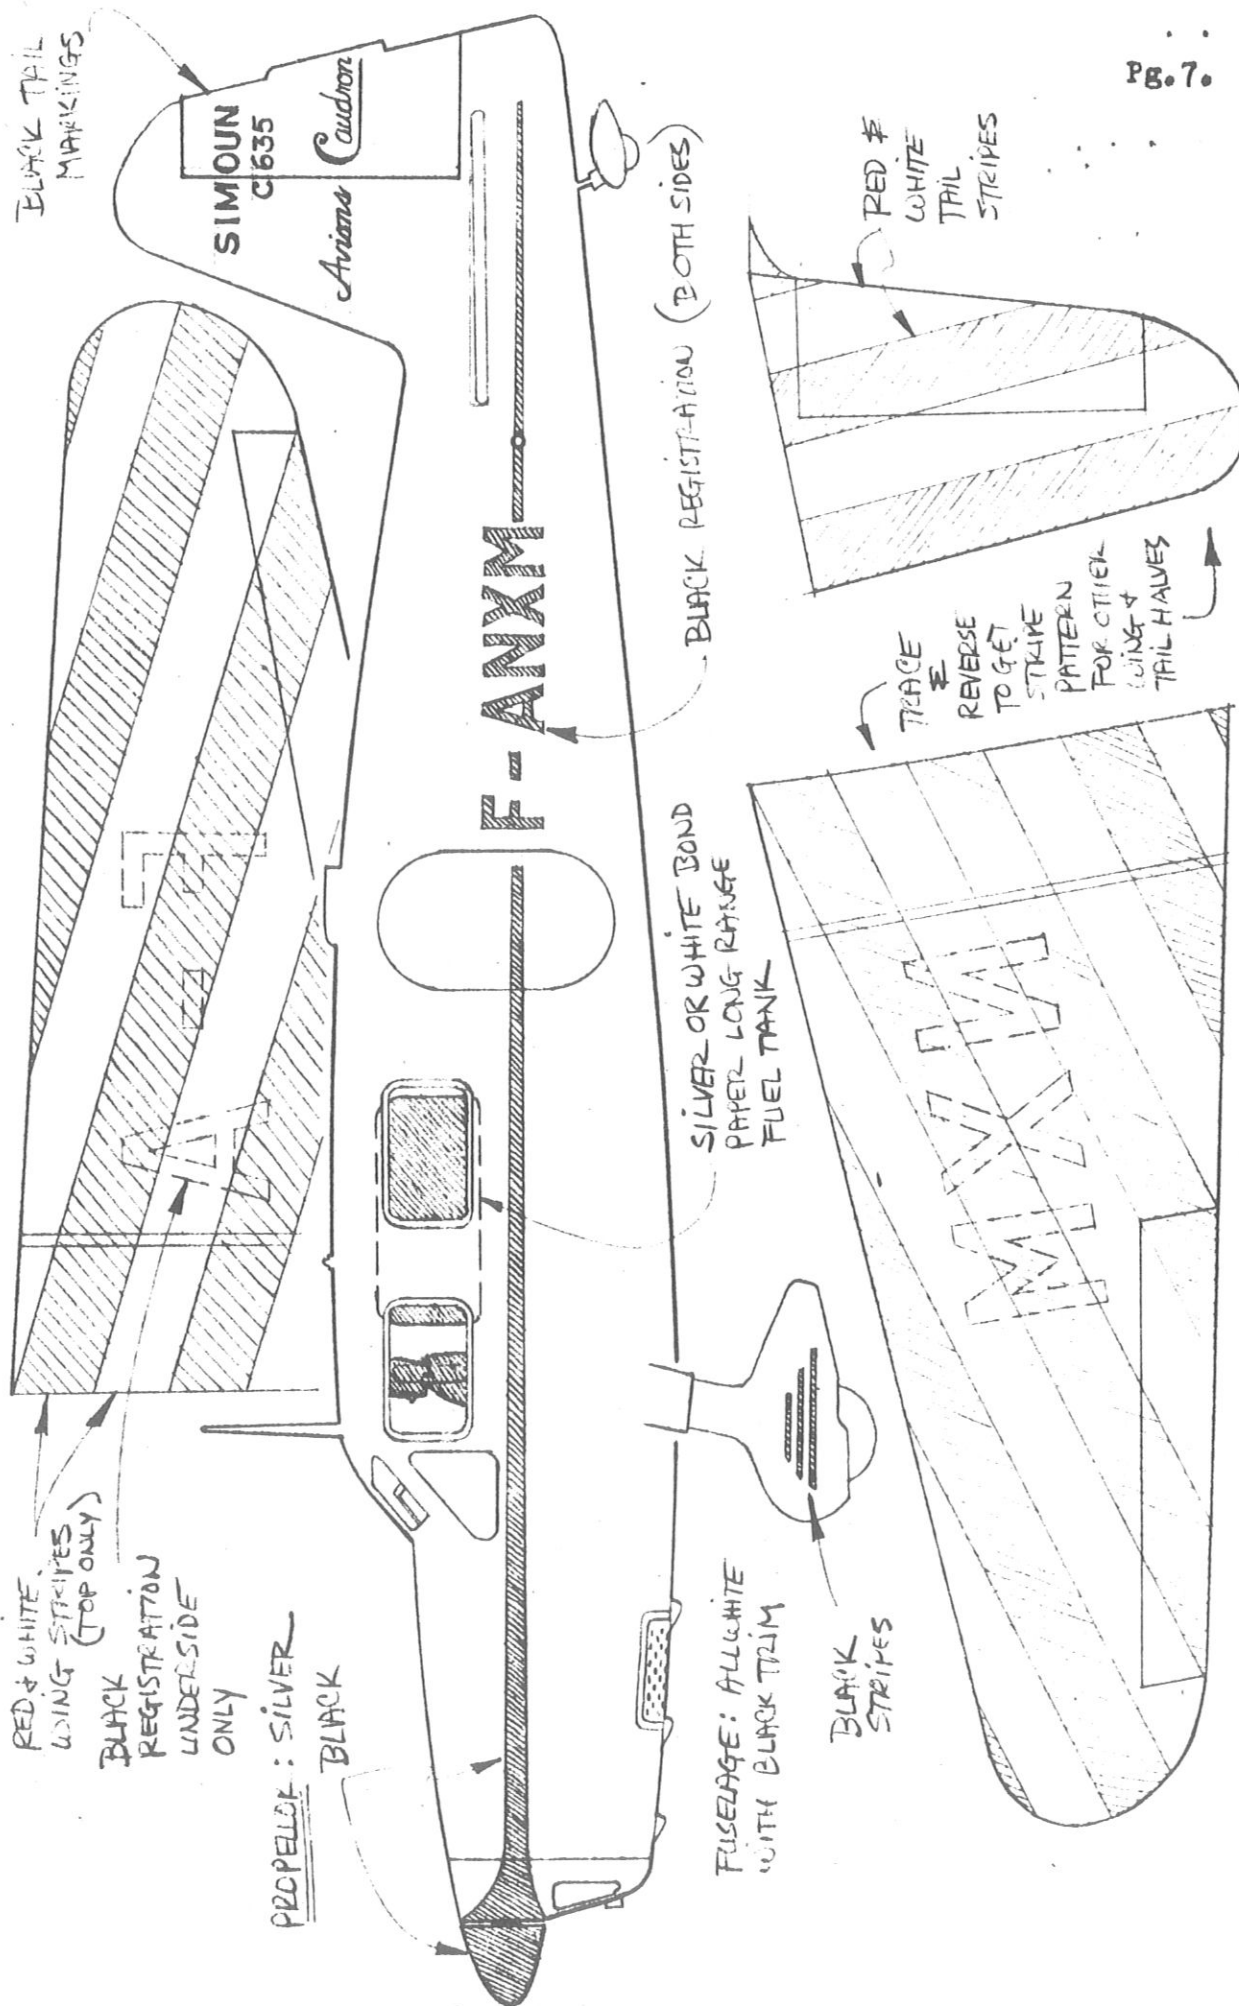 Pg.7.
BLACK TAIL
MARKINGS
SIMOUN
C635
Avions Caudron
RED &
WHITE
TAIL
STRIPES
BLACK REGISTRATION (BOTH SIDES)
F-ANXM
F
-
A
TRACE
&
REVERSE
TO GET
STRIPE
PATTERN
FOR OTHER
WING &
TAIL HALVES
SILVER OR WHITE BOND
PAPER LONG RANGE
FUEL TANK
NXM
RED & WHITE
WING STRIPES
(TOP ONLY)
BLACK
REGISTRATION
UNDERSIDE
ONLY
PROPELLOR: SILVER
BLACK
FUSELAGE: ALL WHITE
WITH BLACK TRIM
BLACK
STRIPES